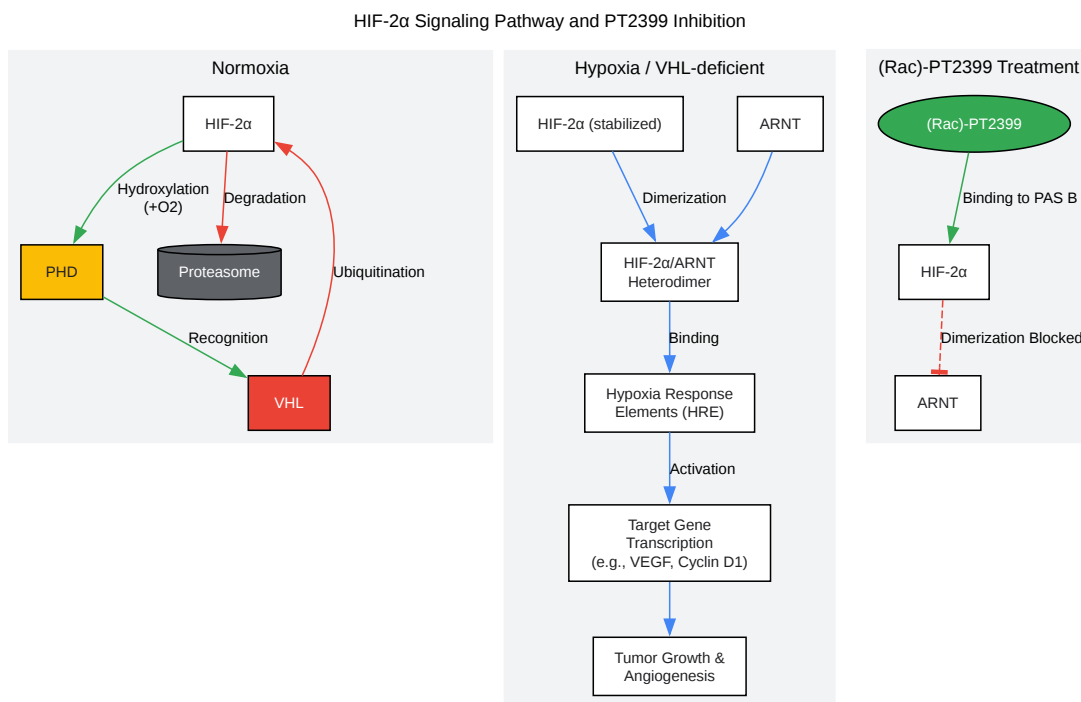 HIF-2α Signaling Pathway and PT2399 Inhibition
Normoxia
HIF-2α
Hydroxylation
(+O2)
Degradation
PHD
Proteasome
Ubiquitination
Recognition
VHL
Hypoxia / VHL-deficient
HIF-2α (stabilized)
ARNT
Dimerization
HIF-2α/ARNT
Heterodimer
Binding
Hypoxia Response
Elements (HRE)
Activation
Target Gene
Transcription
(e.g., VEGF, Cyclin D1)
Tumor Growth &
Angiogenesis
(Rac)-PT2399 Treatment
(Rac)-PT2399
Binding to PAS B
HIF-2α
Dimerization Blocked
ARNT